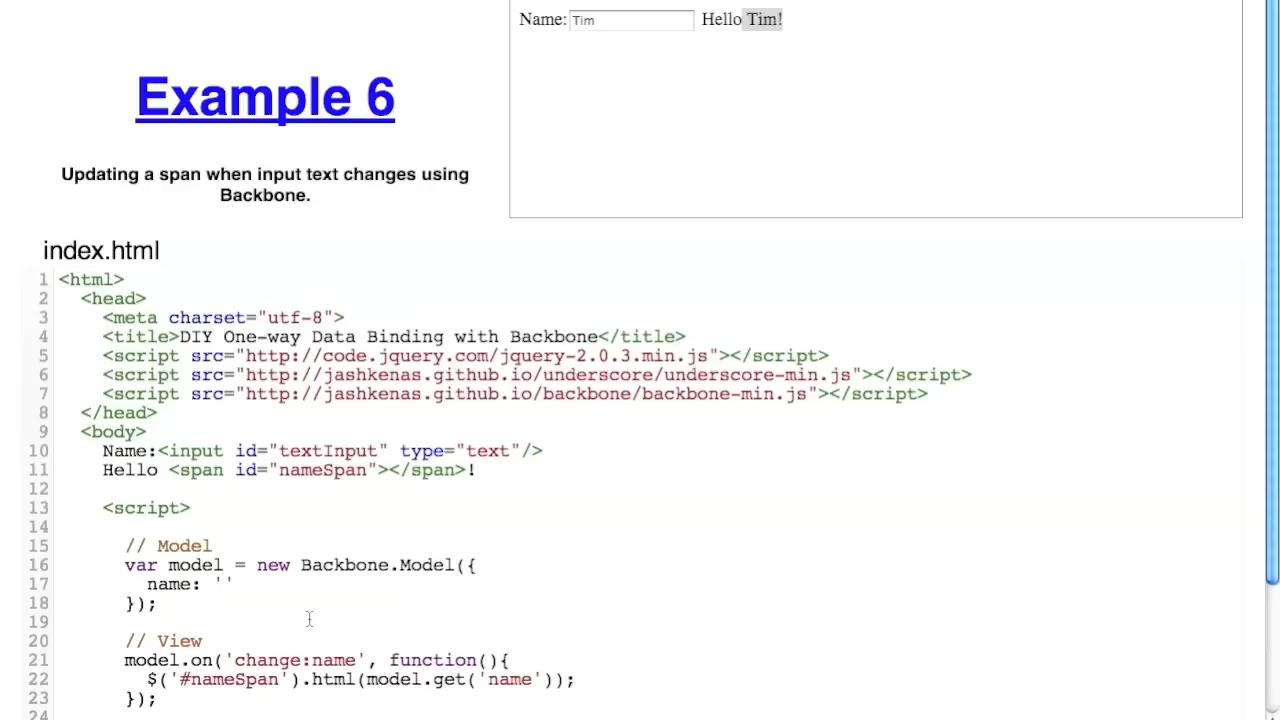 Name: Tim Hello Tim!
Example 6
Updating a span when input text changes using
Backbone.
index.html
1 <html>
2   <head>
3     <meta charset="utf-8">
4     <title>DIY One-way Data Binding with Backbone</title>
5     <script src="http://code.jquery.com/jquery-2.0.3.min.js"></script>
6     <script src="http://jashkenas.github.io/underscore/underscore-min.js"></script>
7     <script src="http://jashkenas.github.io/backbone/backbone-min.js"></script>
8   </head>
9   <body>
10     Name:<input id="textInput" type="text"/>
11     Hello <span id="nameSpan"></span>!
12
13     <script>
14
15       // Model
16       var model = new Backbone.Model({
17         name: ''
18       });
19
20       // View
21       model.on('change:name', function(){
22         $('#nameSpan').html(model.get('name'));
23       });
24